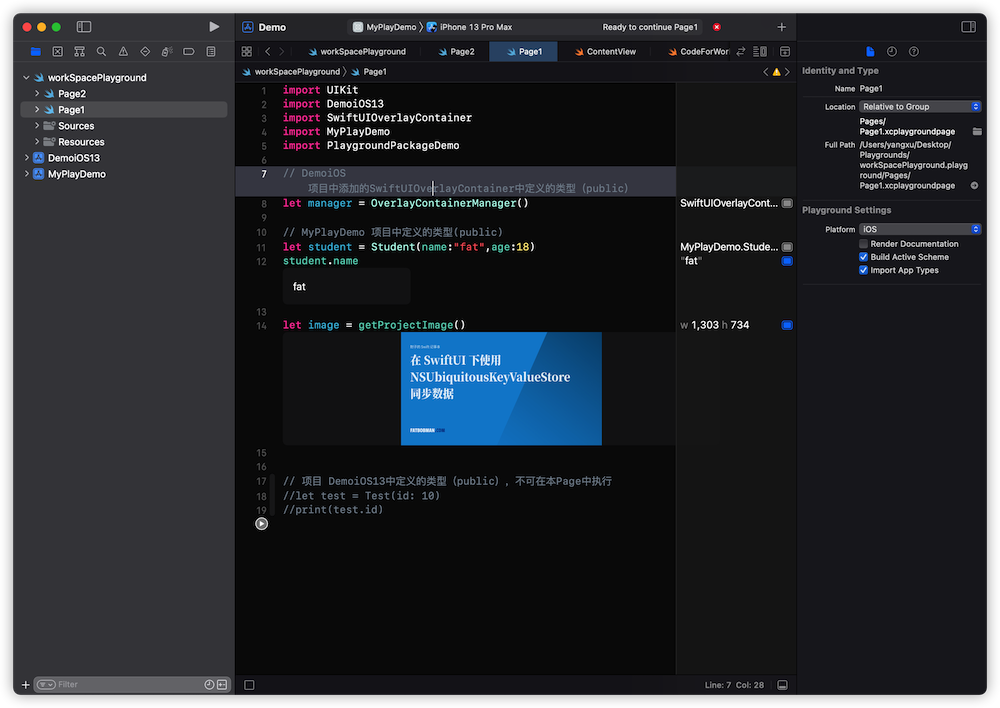 Demo
MyPlayDemo 〉 iPhone 13 Pro Max
Ready to continue Page1
workSpacePlayground
Page2
Page1
ContentView
CodeForWor
workSpacePlayground
Page2
Page1
Sources
Resources
DemoiOS13
MyPlayDemo
Filter
workSpacePlayground 〉 Page1
1 import UIKit
2 import DemoiOS13
3 import SwiftUIOverlayContainer
4 import MyPlayDemo
5 import PlaygroundPackageDemo
6
7 // DemoiOS
项目中添加的SwiftUIOverlayContainer中定义的类型（public）
8 let manager = OverlayContainerManager()
SwiftUIOverlayCont...
9
10 // MyPlayDemo 项目中定义的类型(public)
11 let student = Student(name:"fat",age:18)
MyPlayDemo.Stude...
12 student.name
"fat"
fat
13
14 let image = getProjectImage()
w 1,303 h 734
在 SwiftUI 下使用
NSUbiquitousKeyValueStore
同步数据
FATBOBMAN.COM
15
16
17 // 项目 DemoiOS13中定义的类型（public）, 不可在本Page中执行
18 //let test = Test(id: 10)
19 //print(test.id)
Line: 7 Col: 28
Identity and Type
Name Page1
Location Relative to Group
Pages/
Page1.xcplaygroundpage
Full Path /Users/yangxu/Desktop/
Playgrounds/
workSpacePlayground.playg
round/Pages/
Page1.xcplaygroundpage
Playground Settings
Platform iOS
Render Documentation
Build Active Scheme
Import App Types